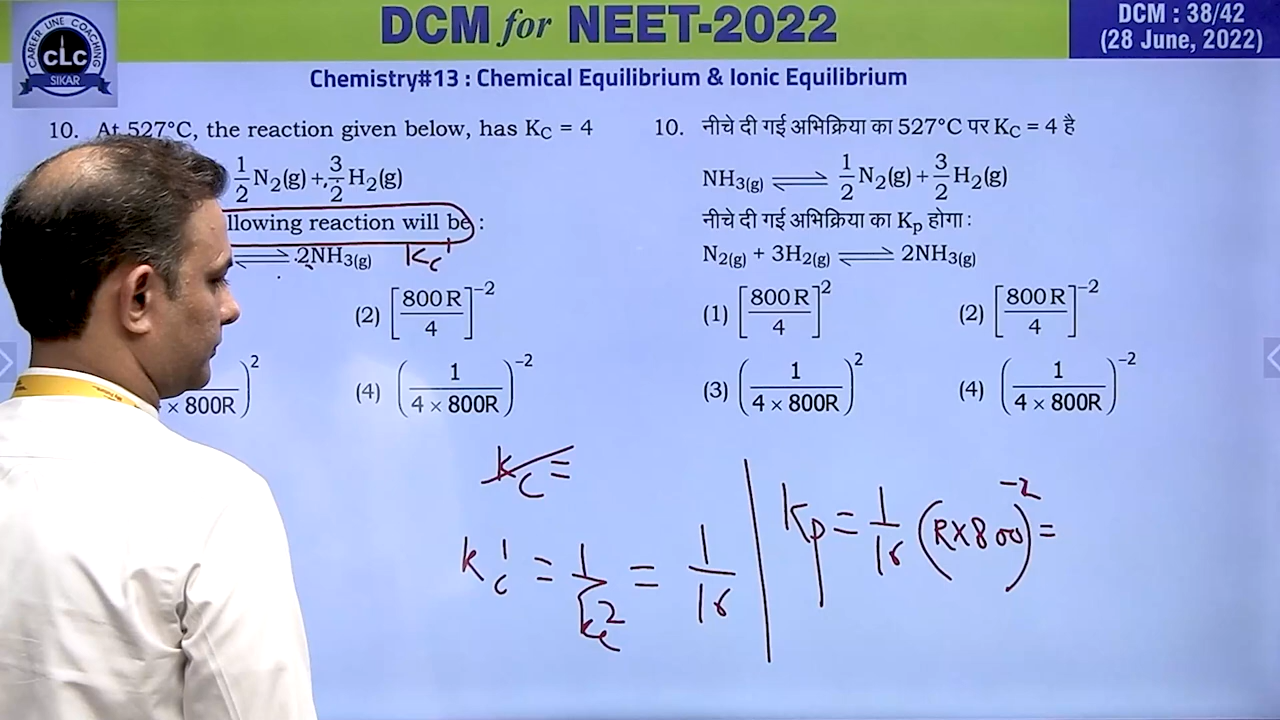 DCM for NEET-2022
DCM : 38/42
(28 June, 2022)
CAREER LINE COACHING
CLC
SIKAR
Chemistry#13 : Chemical Equilibrium & Ionic Equilibrium
10. At 527°C, the reaction given below, has K_C = 4
1/2 N₂(g) + 3/2 H₂(g)
llowing reaction will be :
⇌ 2NH₃(g) Kc'
(2) [800 R / 4]⁻²
× 800R)²
(4) (1 / 4 × 800R)⁻²
10. नीचे दी गई अभिक्रिया का 527°C पर K_C = 4 है
NH₃(g) ⇌ 1/2 N₂(g) + 3/2 H₂(g)
नीचे दी गई अभिक्रिया का K_p होगा :
N₂(g) + 3H₂(g) ⇌ 2NH₃(g)
(1) [800 R / 4]² (2) [800 R / 4]⁻²
(3) (1 / 4 × 800R)² (4) (1 / 4 × 800R)⁻²
Kc =
Kc' = 1/Kc² = 1/16
Kp = 1/16 (R×800)⁻² =